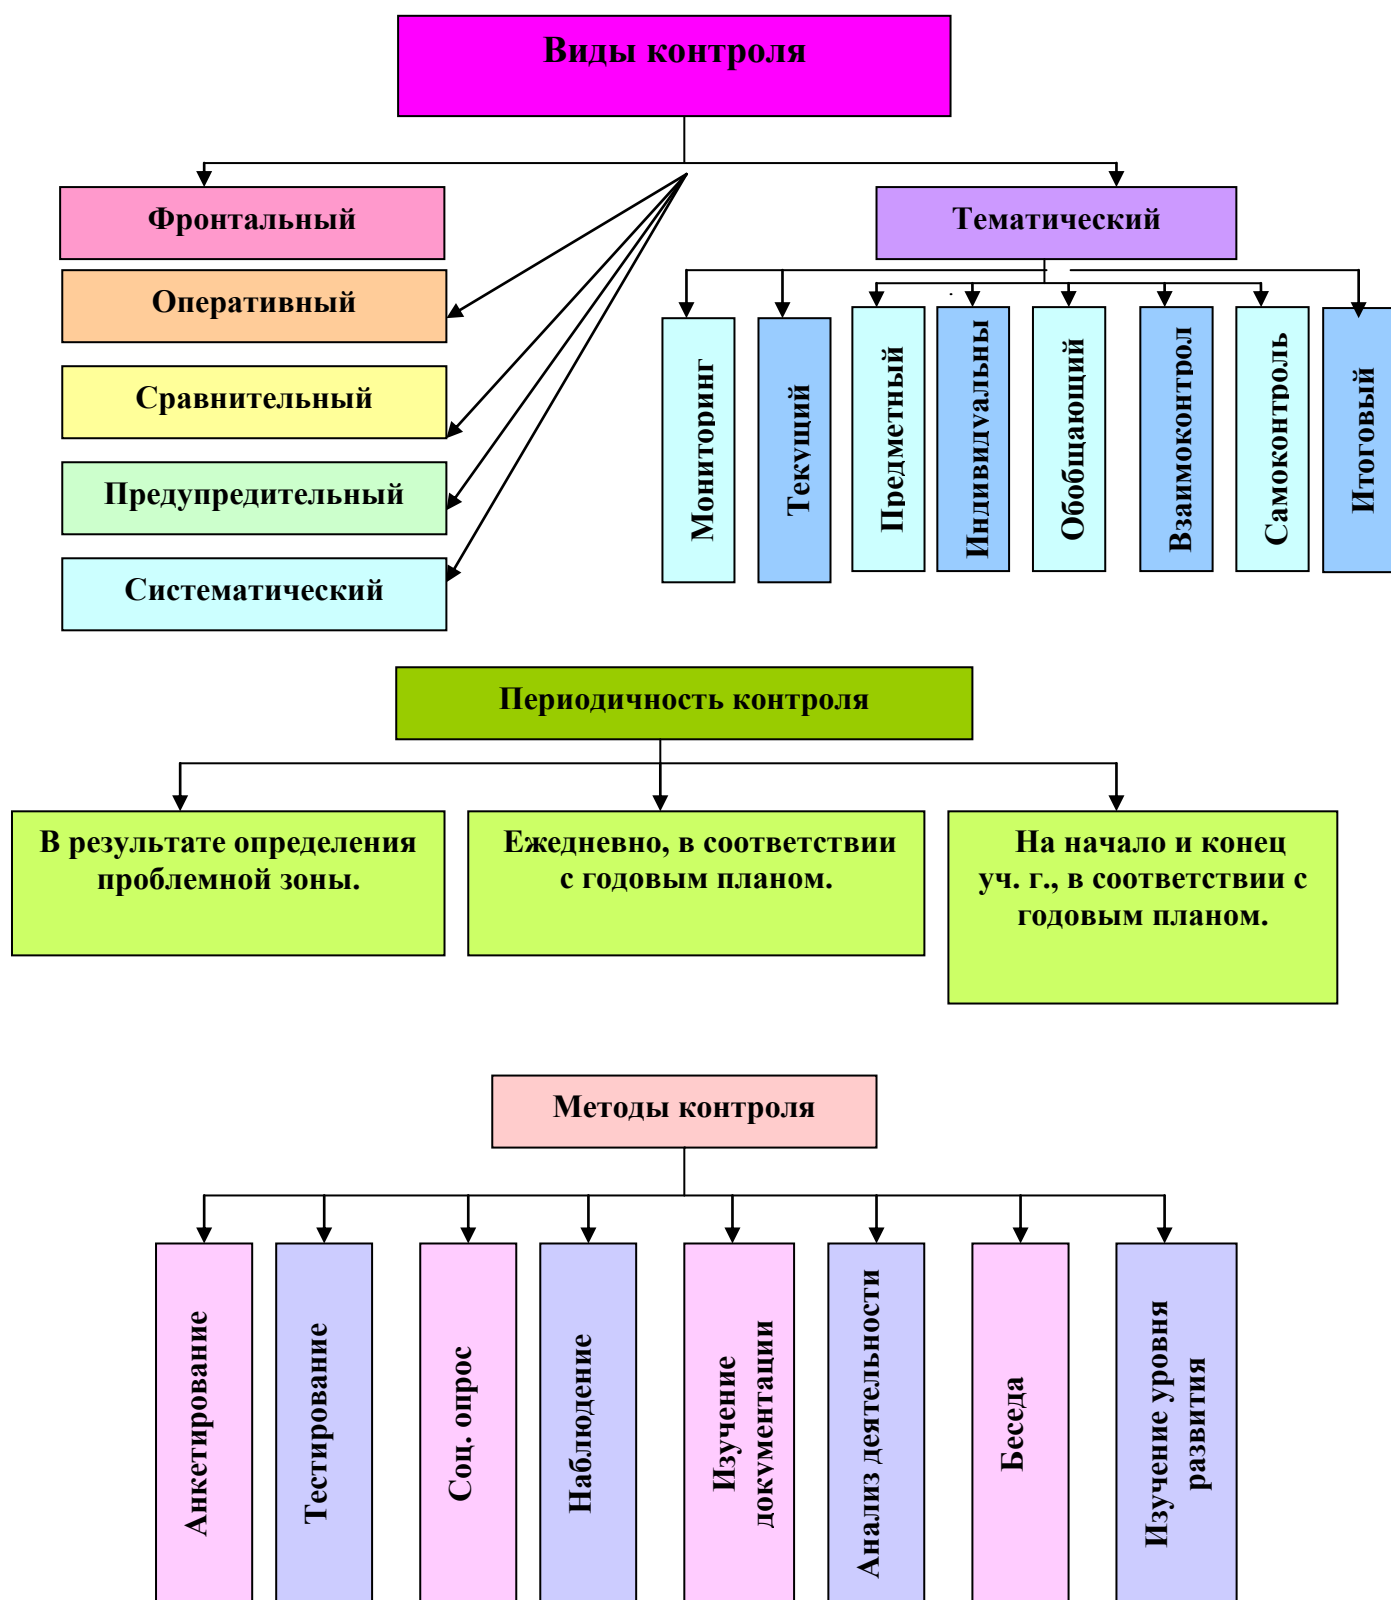 Виды контроля
Фронтальный
Тематический
Оперативный
Сравнительный
Предупредительный
Систематический
Мониторинг
Текущий
Предметный
Индивидуальны
Обобщающий
Взаимоконтрол
Самоконтроль
Итоговый
Периодичность контроля
В результате определения
проблемной зоны.
Ежедневно, в соответствии
с годовым планом.
На начало и конец
уч. г., в соответствии с
годовым планом.
Методы контроля
Анкетирование
Тестирование
Соц. опрос
Наблюдение
Изучение
документации
Анализ деятельности
Беседа
Изучение уровня
развития